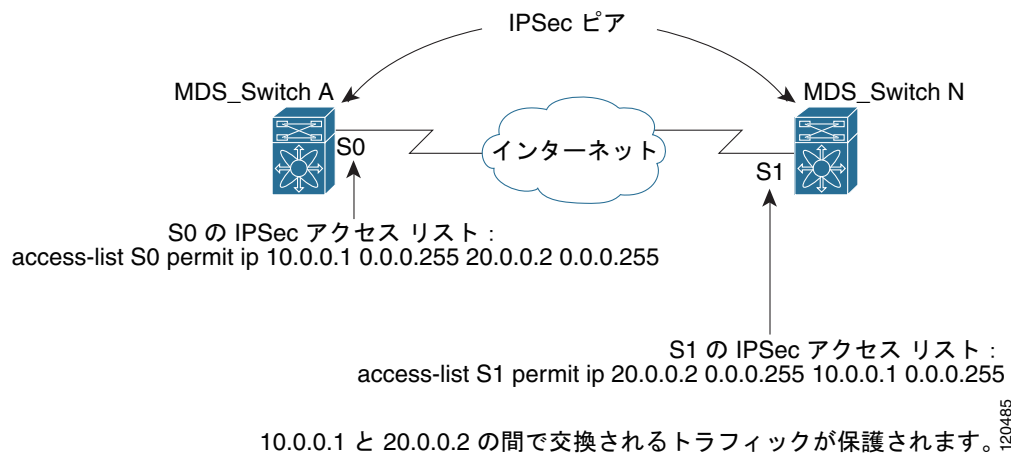 IPSec ピア
MDS_Switch A
MDS_Switch N
S0
インターネット
S1
S0 の IPSec アクセス リスト :
access-list S0 permit ip 10.0.0.1 0.0.0.255 20.0.0.2 0.0.0.255
S1 の IPSec アクセス リスト :
access-list S1 permit ip 20.0.0.2 0.0.0.255 10.0.0.1 0.0.0.255
10.0.0.1 と 20.0.0.2 の間で交換されるトラフィックが保護されます。
120485